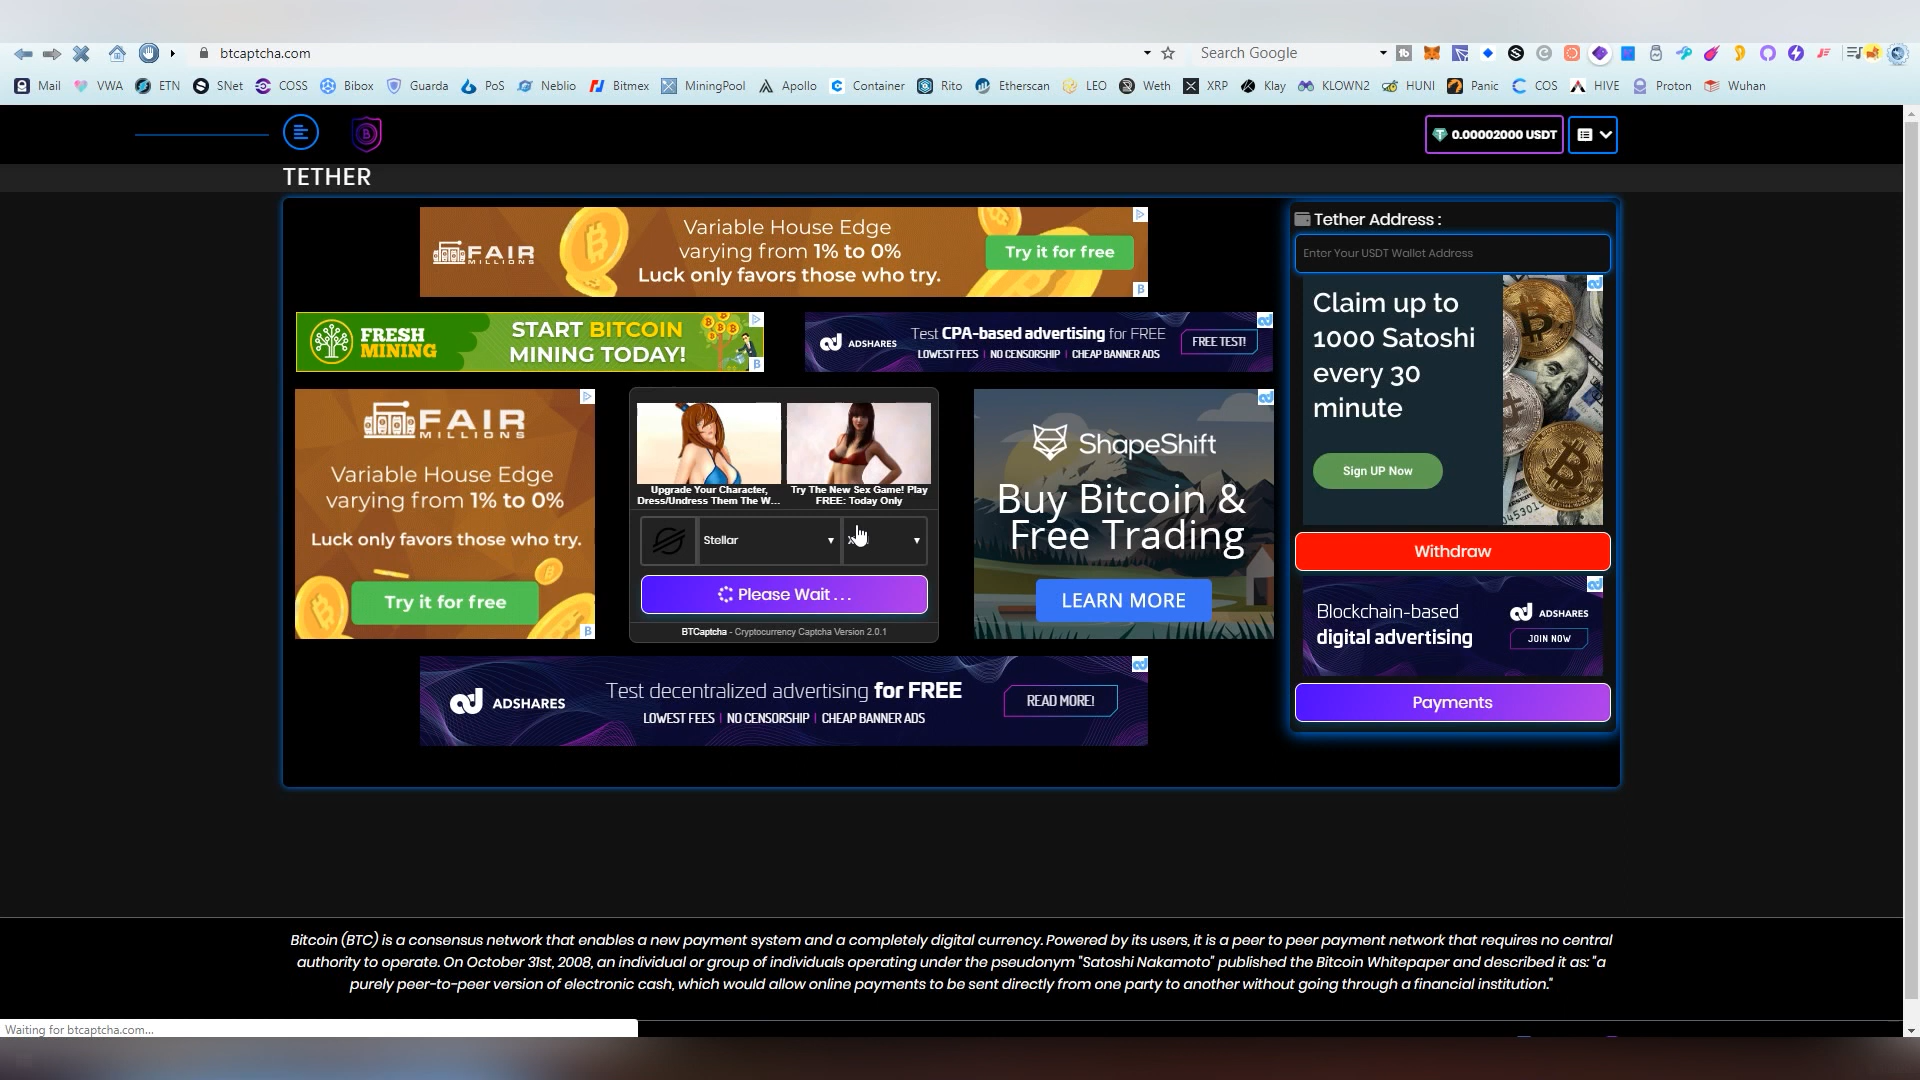 btcaptcha.com
Search Google
Mail VWA ETN SNet COSS Bibox Guarda PoS Neblio Bitmex MiningPool Apollo Container Rito Etherscan LEO Weth XRP Klay KLOWN2 HUNI Panic COS HIVE Proton Wuhan
0.00002000 USDT
TETHER
FAIR
MILLIONS
Variable House Edge
varying from 1% to 0%
Luck only favors those who try.
Try it for free
FRESH
MINING
START BITCOIN
MINING TODAY!
ADSHARES
Test CPA-based advertising for FREE
LOWEST FEES | NO CENSORSHIP | CHEAP BANNER ADS
FREE TEST!
FAIR
MILLIONS
Variable House Edge
varying from 1% to 0%
Luck only favors those who try.
Try it for free
Upgrade Your Character,
Dress/Undress Them The W...
Try The New Sex Game! Play
FREE: Today Only
Stellar
Please Wait . . .
BTCaptcha - Cryptocurrency Captcha Version 2.0.1
ShapeShift
Buy Bitcoin &
Free Trading
LEARN MORE
ADSHARES
Test decentralized advertising for FREE
LOWEST FEES | NO CENSORSHIP | CHEAP BANNER ADS
READ MORE!
Tether Address :
Enter Your USDT Wallet Address
Claim up to
1000 Satoshi
every 30
minute
Sign UP Now
Withdraw
Blockchain-based
digital advertising
ADSHARES
JOIN NOW
Payments
Bitcoin (BTC) is a consensus network that enables a new payment system and a completely digital currency. Powered by its users, it is a peer to peer payment network that requires no central
authority to operate. On October 31st, 2008, an individual or group of individuals operating under the pseudonym "Satoshi Nakamoto" published the Bitcoin Whitepaper and described it as: "a
purely peer-to-peer version of electronic cash, which would allow online payments to be sent directly from one party to another without going through a financial institution."
Waiting for btcaptcha.com...